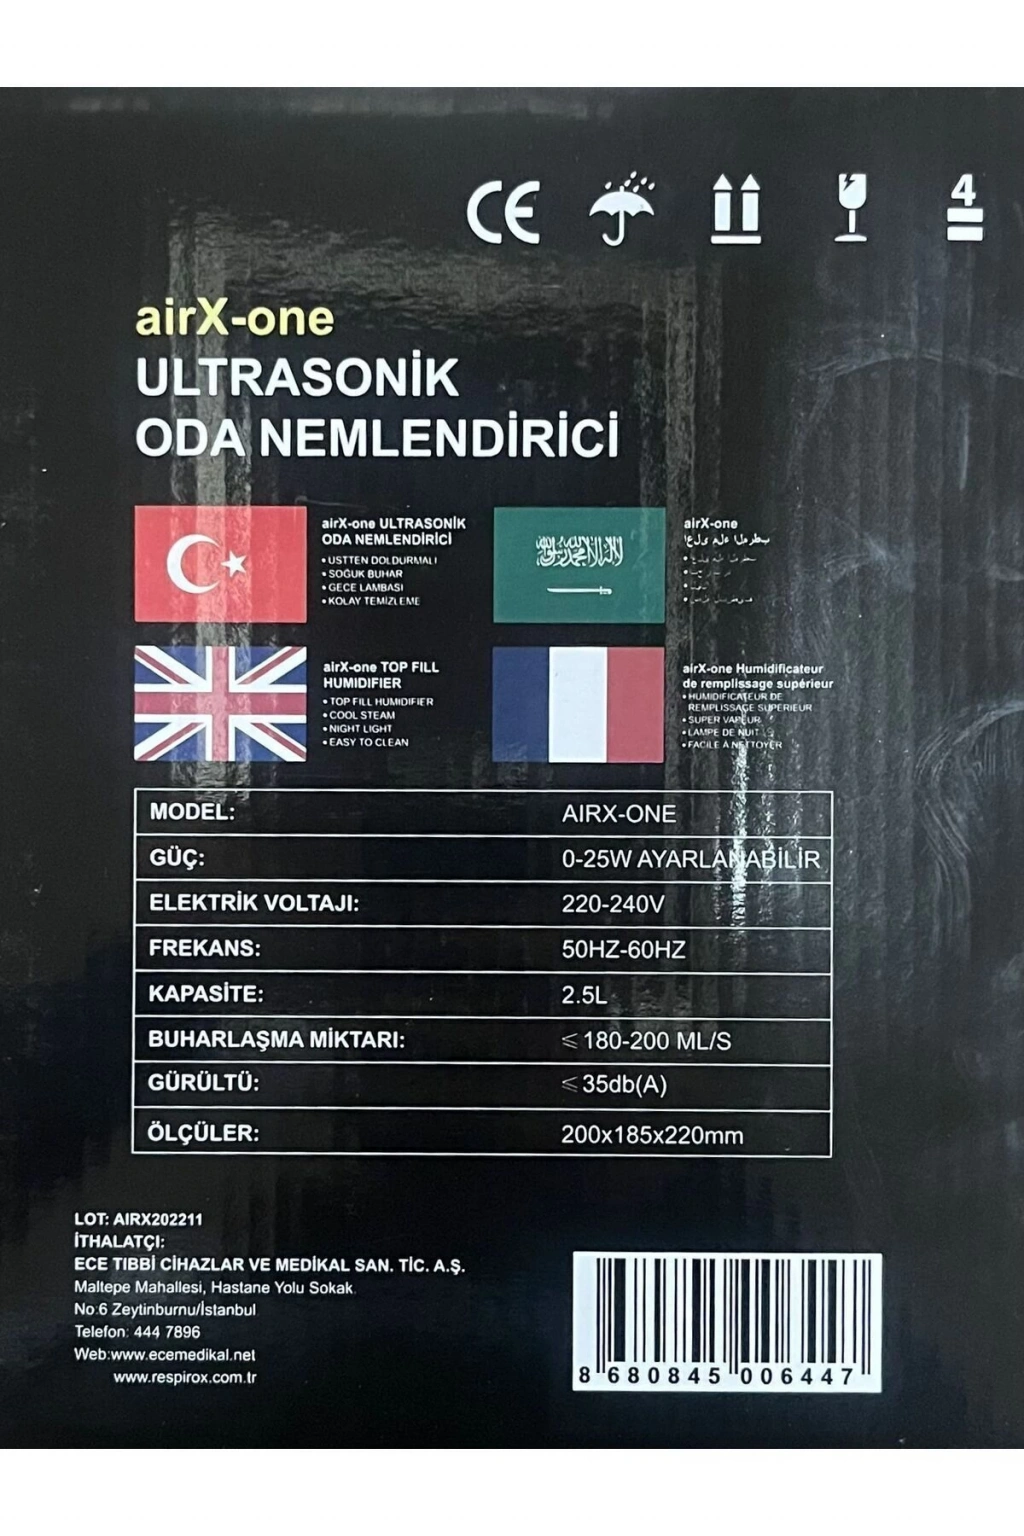 CE
4
airX-one
ULTRASONİK
ODA NEMLENDİRİCİ
airX-one ULTRASONİK
ODA NEMLENDİRİCİ
• ÜSTTEN DOLDURMALI
• SOĞUK BUHAR
• GECE LAMBASI
• KOLAY TEMİZLEME
airX-one
airX-one TOP FILL
HUMIDIFIER
• TOP FILL HUMIDIFIER
• COOL STEAM
• NIGHT LIGHT
• EASY TO CLEAN
airX-one Humidificateur
de remplissage supérieur
• HUMIDIFICATEUR DE
REMPLISSAGE SUPERIEUR
• SUPER VAPEUR
• LAMPE DE NUIT
• FACILE À NETTOYER
MODEL: AIRX-ONE
GÜÇ: 0-25W AYARLANABİLİR
ELEKTRİK VOLTAJI: 220-240V
FREKANS: 50HZ-60HZ
KAPASİTE: 2.5L
BUHARLAŞMA MİKTARI: ≤180-200 ML/S
GÜRÜLTÜ: ≤35db(A)
ÖLÇÜLER: 200x185x220mm
LOT: AIRX202211
İTHALATÇI:
ECE TIBBİ CİHAZLAR VE MEDİKAL SAN. TİC. A.Ş.
Maltepe Mahallesi, Hastane Yolu Sokak
No:6 Zeytinburnu/İstanbul
Telefon: 444 7896
Web:www.ecemedikal.net
www.respirox.com.tr
8 680845 006447